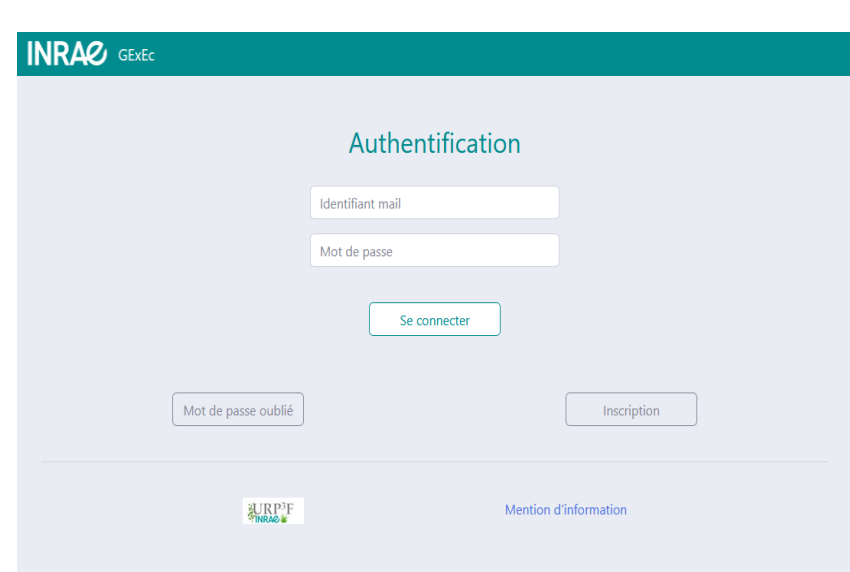 INRAE GExEc
Authentification
Identifiant mail
Mot de passe
Se connecter
Mot de passe oublié Inscription
URP³F
INRAE
Mention d'information